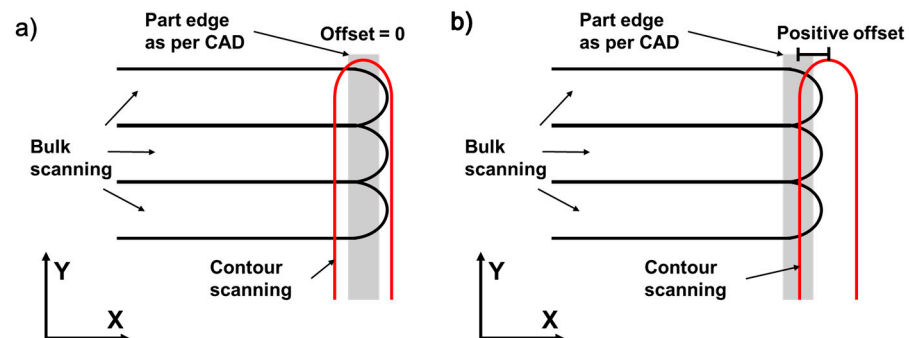 a)
Part edge
as per CAD
Offset = 0
Bulk
scanning
Contour
scanning
Y
X
b)
Part edge
as per CAD
Positive offset
Bulk
scanning
Contour
scanning
Y
X